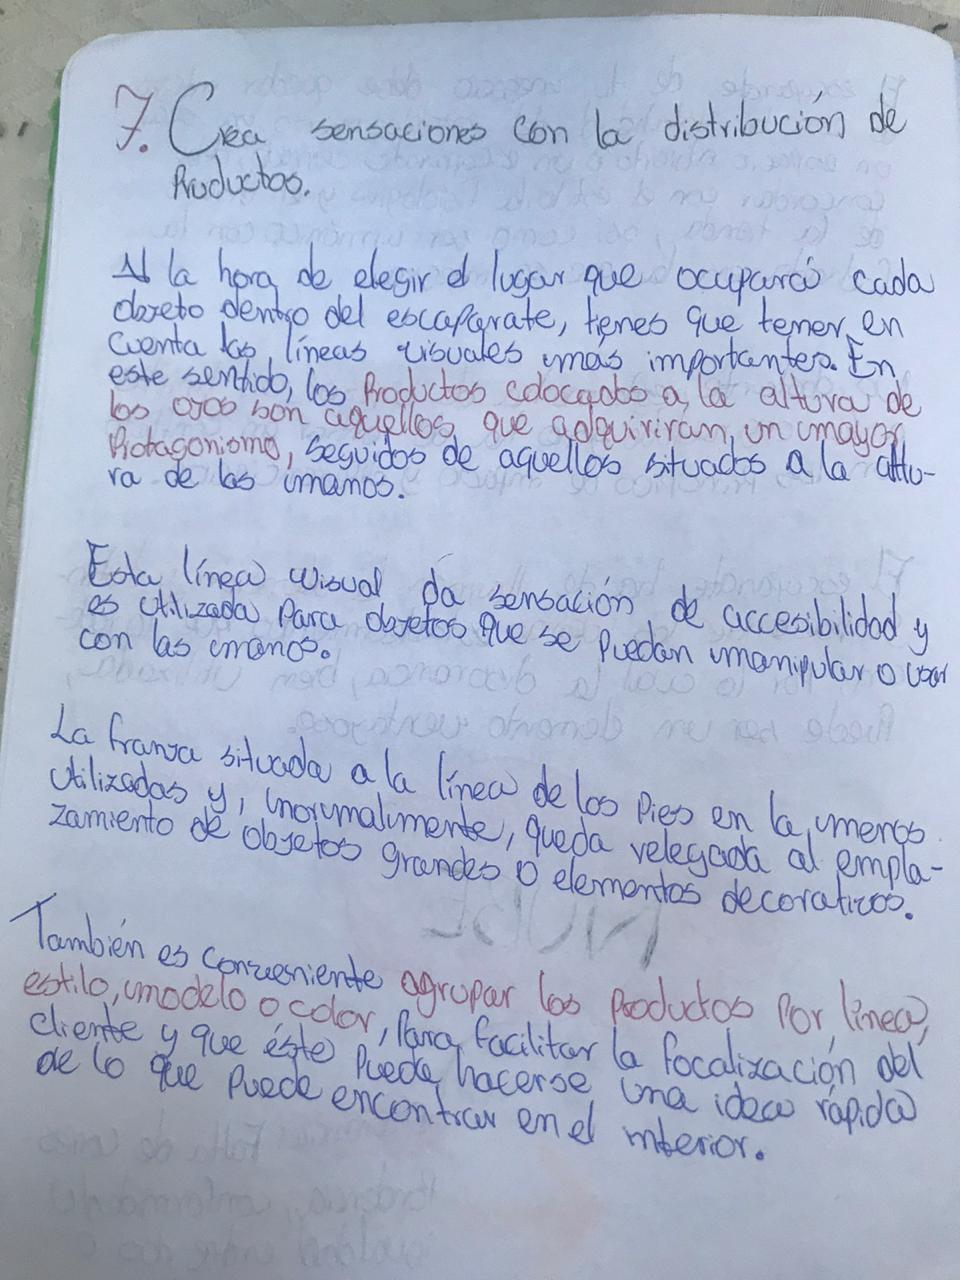 7. Crea sensaciones con la distribución de
Productos.
A la hora de elegir el lugar que ocupará cada
objeto dentro del escaparate, tienes que tener en
cuenta las líneas visuales más importantes. En
este sentido, los Productos colocados a la altura de
los ojos son aquellos que adquirirán un mayor
Protagonismo, seguidos de aquellos situados a la altu-
ra de las manos.
Esta línea visual da sensación de accesibilidad y
es utilizada Para objetos que se puedan manipular o usar
con las manos.
La franja situada a la línea de los Pies en la menos
utilizadas y, normalmente, queda relegada al empla-
zamiento de objetos grandes o elementos decorativos.
También es conveniente agrupar los Productos Por línea,
estilo, modelo o color, Para facilitar la focalización del
cliente y que éste Pueda hacerse una idea rápida
de lo que Puede encontrar en el interior.